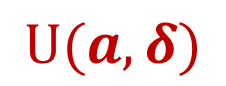 U(𝒂, 𝜹)